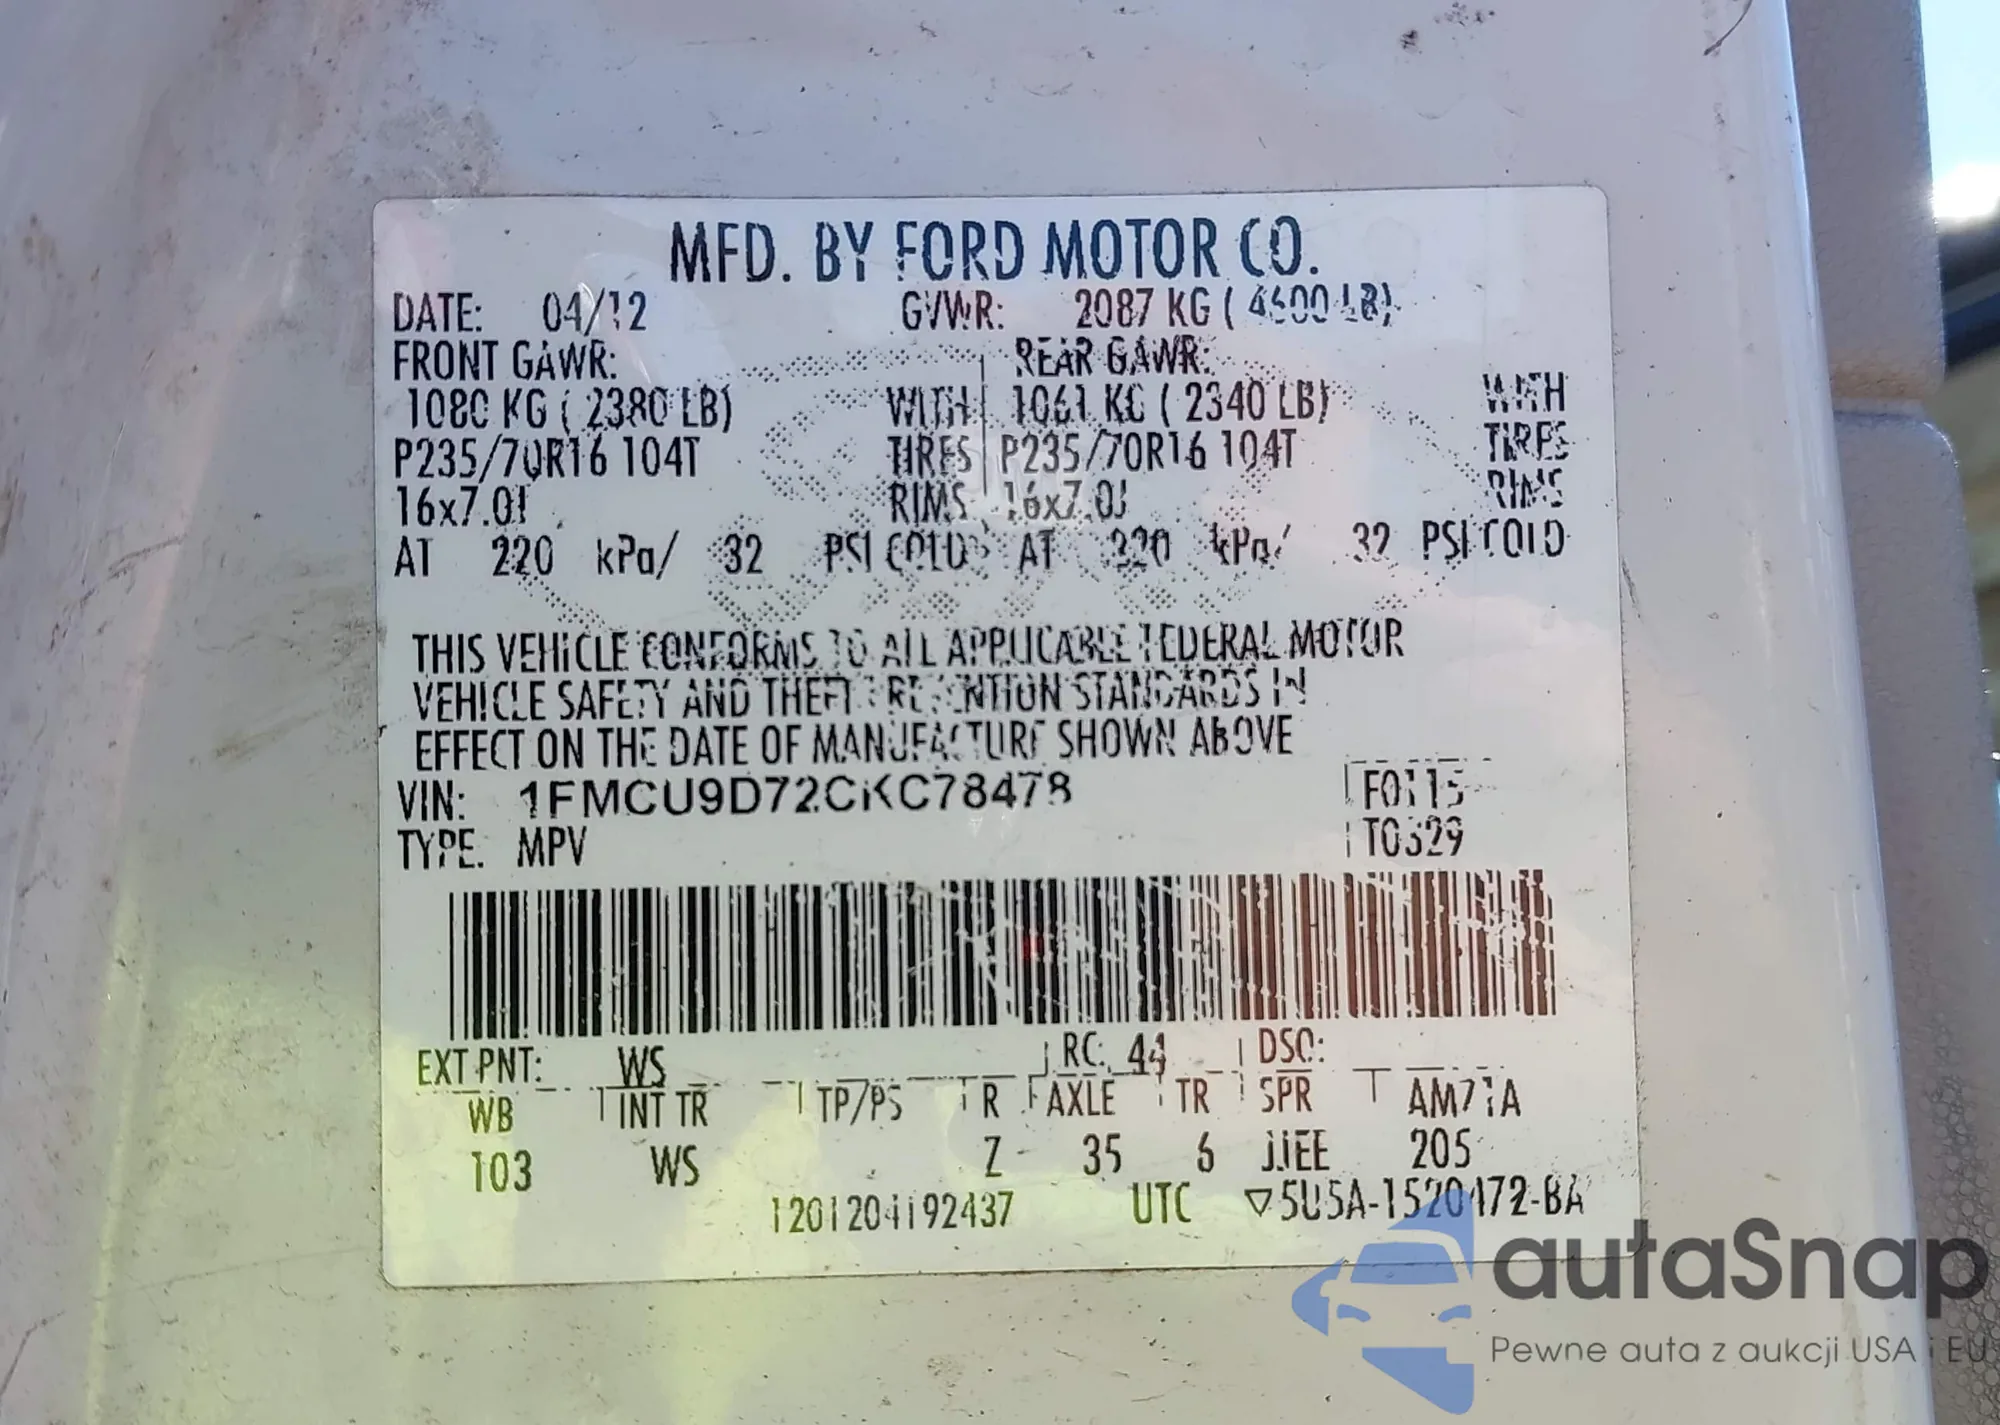 MFD. BY FORD MOTOR CO.
DATE: 04/12 GVWR: 2087 KG ( 4600 LB)
FRONT GAWR: REAR GAWR:
1080 KG ( 2380 LB) WITH 1061 KG ( 2340 LB) WITH
P235/70R16 104T TIRES P235/70R16 104T TIRES
16x7.0J RIMS 16x7.0J RIMS
AT 220 kPa/ 32 PSI COLD AT 220 kPa/ 32 PSI COLD
THIS VEHICLE CONFORMS TO ALL APPLICABLE FEDERAL MOTOR
VEHICLE SAFETY AND THEFT PREVENTION STANDARDS IN
EFFECT ON THE DATE OF MANUFACTURE SHOWN ABOVE
VIN: 1FMCU9D72CKC78478 F0115
TYPE: MPV T0329
EXT PNT: WS RC: 44 DSO:
WB INT TR TP/PS R AXLE TR SPR AM71A
103 WS Z 35 6 JJEE 205
1201204192437 UTC ▽5U5A-1520472-BA
autaSnap
Pewne auta z aukcji USA i EU